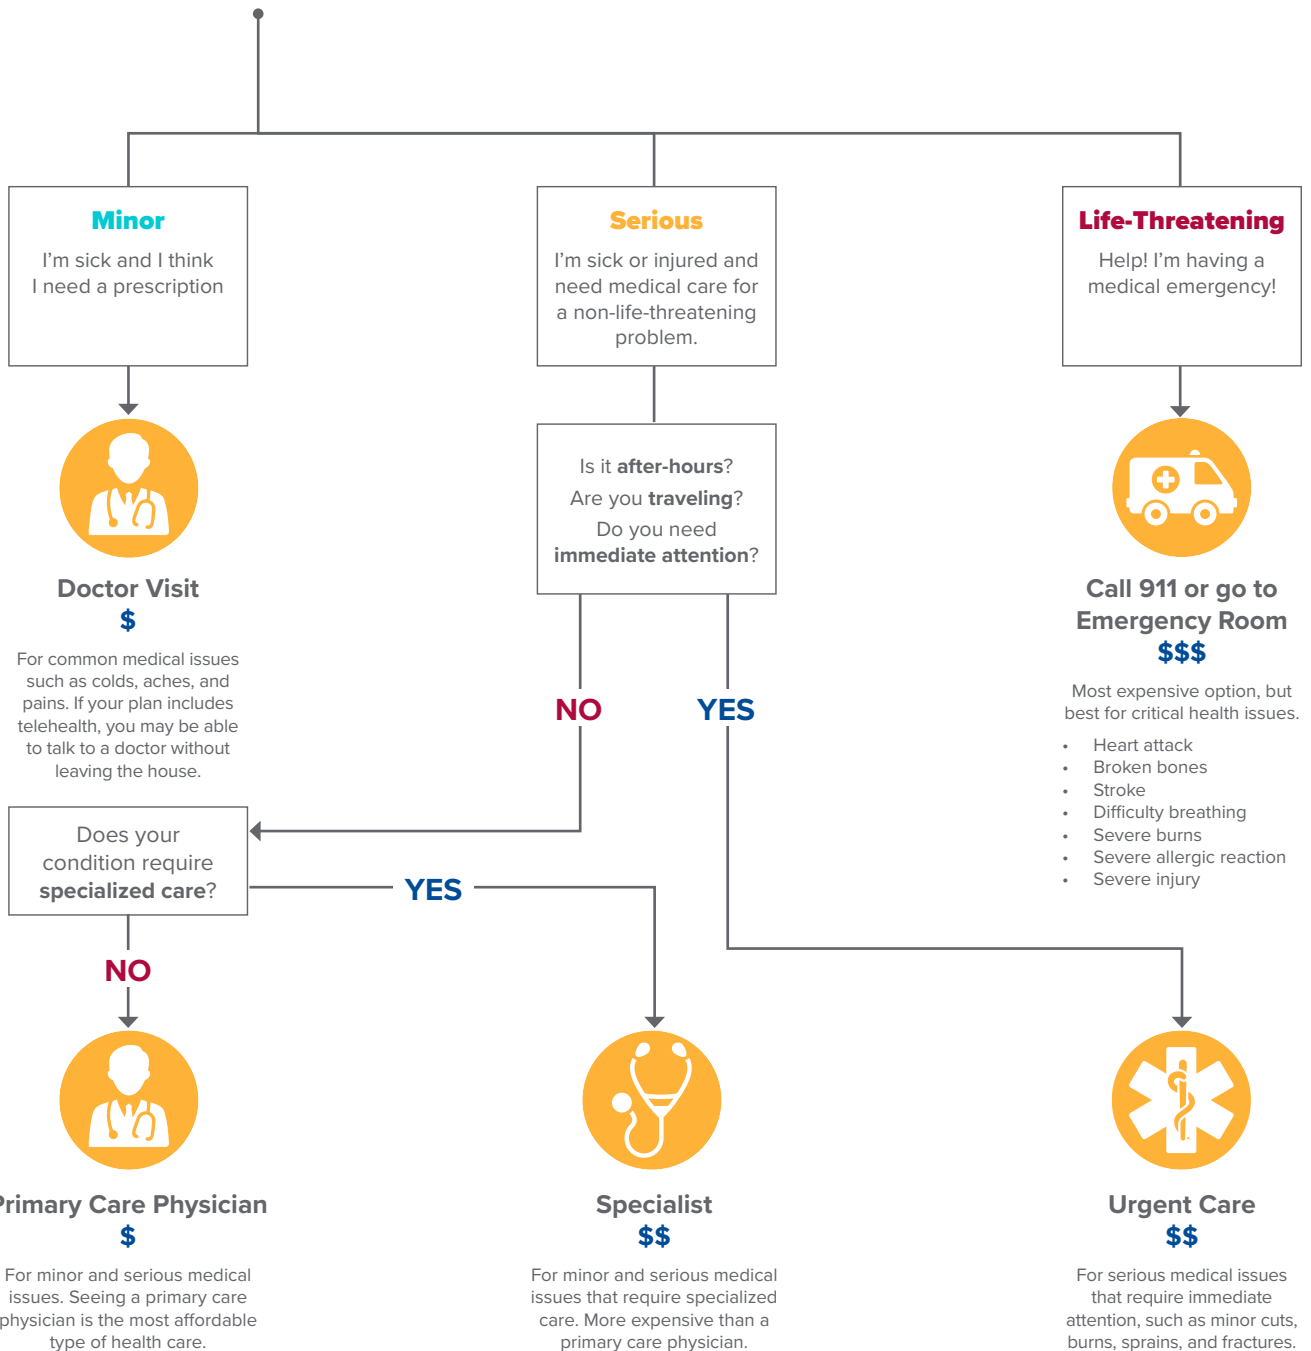 Minor
I'm sick and I think
I need a prescription
Serious
I'm sick or injured and
need medical care for
a non-life-threatening
problem.
Life-Threatening
Help! I'm having a
medical emergency!
Is it after-hours?
Are you traveling?
Do you need
immediate attention?
Doctor Visit
$
For common medical issues
such as colds, aches, and
pains. If your plan includes
telehealth, you may be able
to talk to a doctor without
leaving the house.
Call 911 or go to
Emergency Room
$$$
Most expensive option, but
best for critical health issues.
• Heart attack
• Broken bones
• Stroke
• Difficulty breathing
• Severe burns
• Severe allergic reaction
• Severe injury
NO
YES
Does your
condition require
specialized care?
YES
NO
Primary Care Physician
$
For minor and serious medical
issues. Seeing a primary care
physician is the most affordable
type of health care.
Specialist
$$
For minor and serious medical
issues that require specialized
care. More expensive than a
primary care physician.
Urgent Care
$$
For serious medical issues
that require immediate
attention, such as minor cuts,
burns, sprains, and fractures.